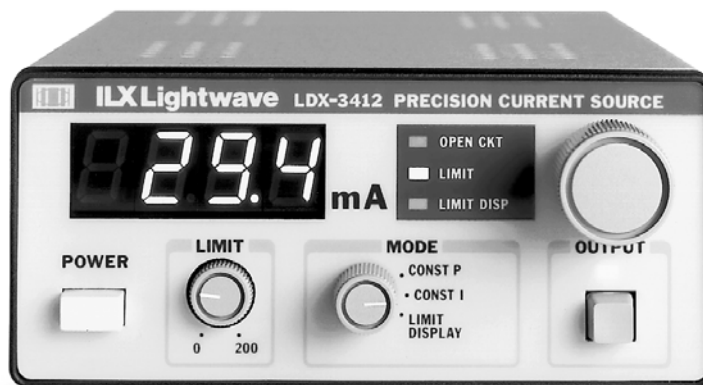 ILX Lightwave LDX-3412 PRECISION CURRENT SOURCE
29.4 mA
OPEN CKT
LIMIT
LIMIT DISP
POWER
LIMIT
0 200
MODE
CONST P
CONST I
LIMIT
DISPLAY
OUTPUT